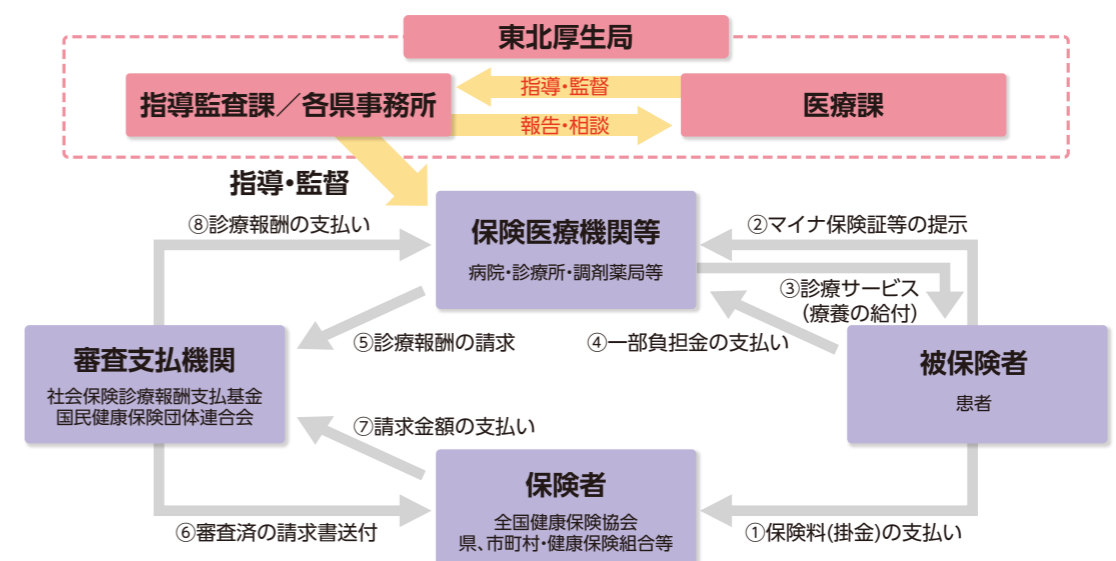 東北厚生局
指導監査課／各県事務所
指導・監督
報告・相談
医療課
指導・監督
⑧診療報酬の支払い
保険医療機関等
病院・診療所・調剤薬局等
②マイナ保険証等の提示
③診療サービス
（療養の給付）
⑤診療報酬の請求
④一部負担金の支払い
審査支払機関
社会保険診療報酬支払基金
国民健康保険団体連合会
被保険者
患者
⑦請求金額の支払い
保険者
全国健康保険協会
県、市町村・健康保険組合等
⑥審査済の請求書送付
①保険料(掛金)の支払い